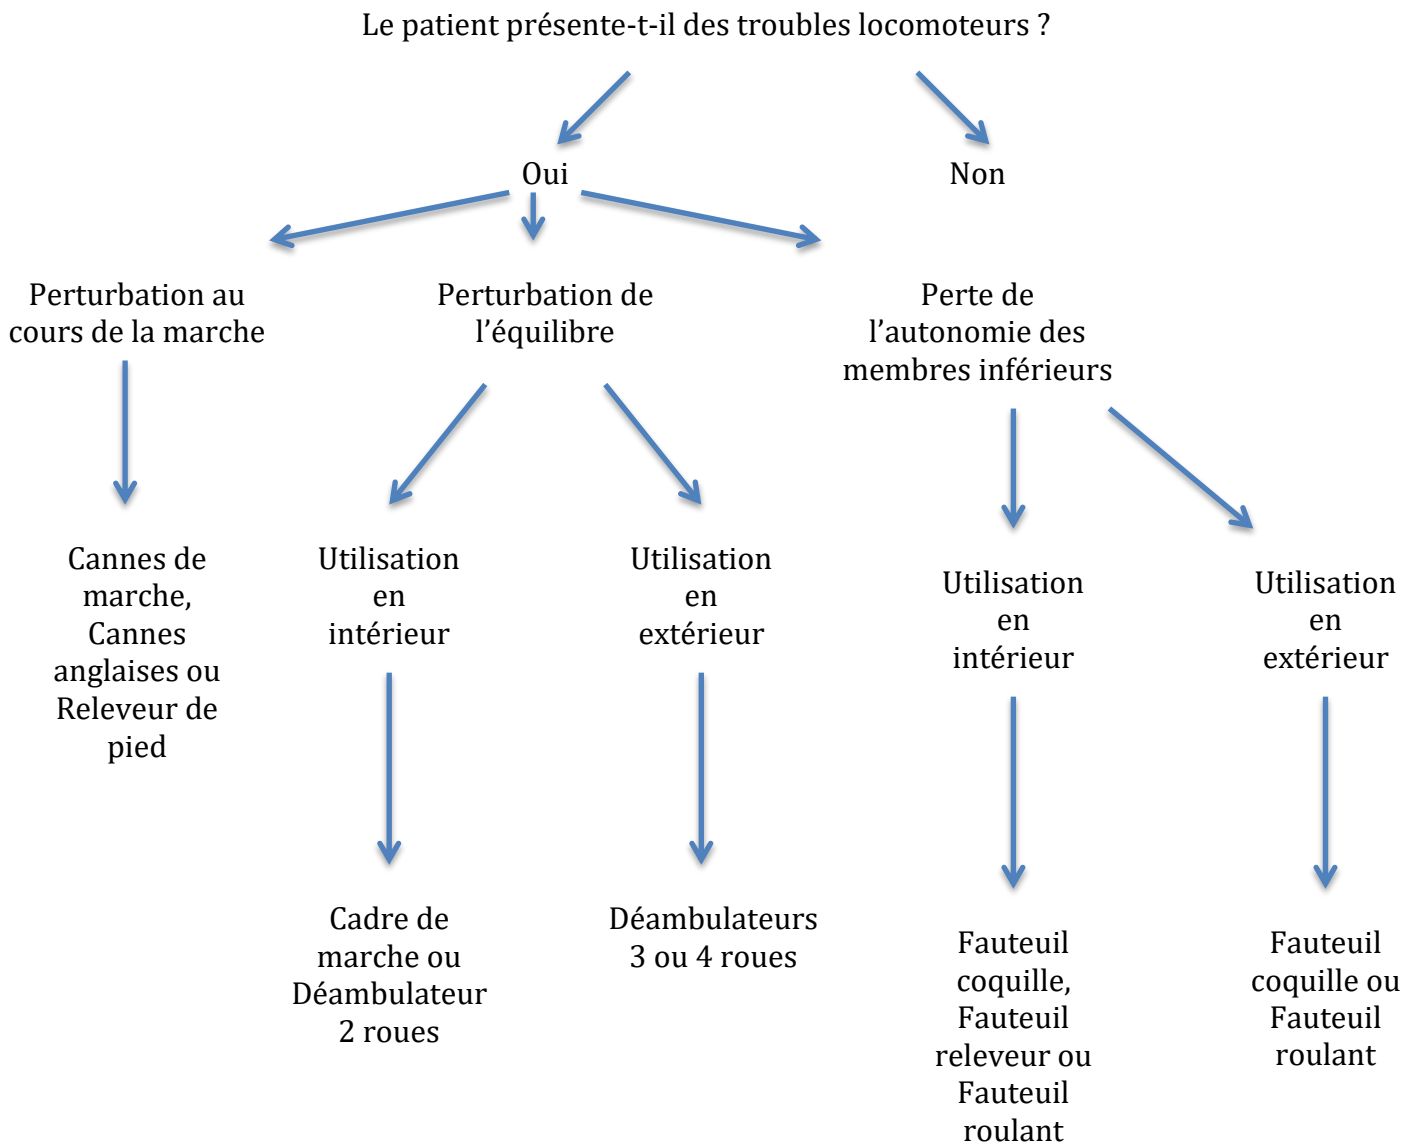 Le patient présente-t-il des troubles locomoteurs ?
Oui
Non
Perturbation au
cours de la marche
Perturbation de
l’équilibre
Perte de
l’autonomie des
membres inférieurs
Cannes de
marche,
Cannes
anglaises ou
Releveur de
pied
Utilisation
en
intérieur
Utilisation
en
extérieur
Utilisation
en
intérieur
Utilisation
en
extérieur
Cadre de
marche ou
Déambulateur
2 roues
Déambulateurs
3 ou 4 roues
Fauteuil
coquille,
Fauteuil
releveur ou
Fauteuil
roulant
Fauteuil
coquille ou
Fauteuil
roulant